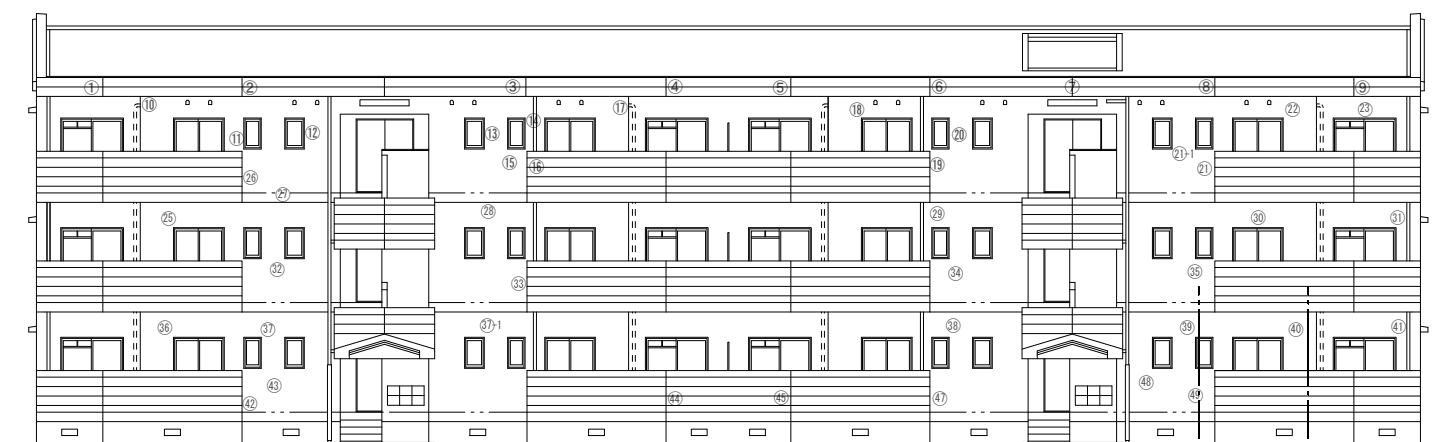 ① ② ③ ④ ⑤ ⑥ ⑦ ⑧ ⑨
⑩ ⑰ ⑱ ㉒ ㉓
⑪ ⑫ ⑬ ⑭ ⑳
㉑-1
⑮ ⑯ ⑲ ㉑
㉖
㉗
㉕ ㉘ ㉙ ㉚ ㉛
㉜ ㉞ ㉟
㉝
㊱ ㊲ ㊲-1 ㊳ ㊴ ㊵ ㊶
㊸ ㊽
㊷ ㊹ ㊺ ㊼ ㊾